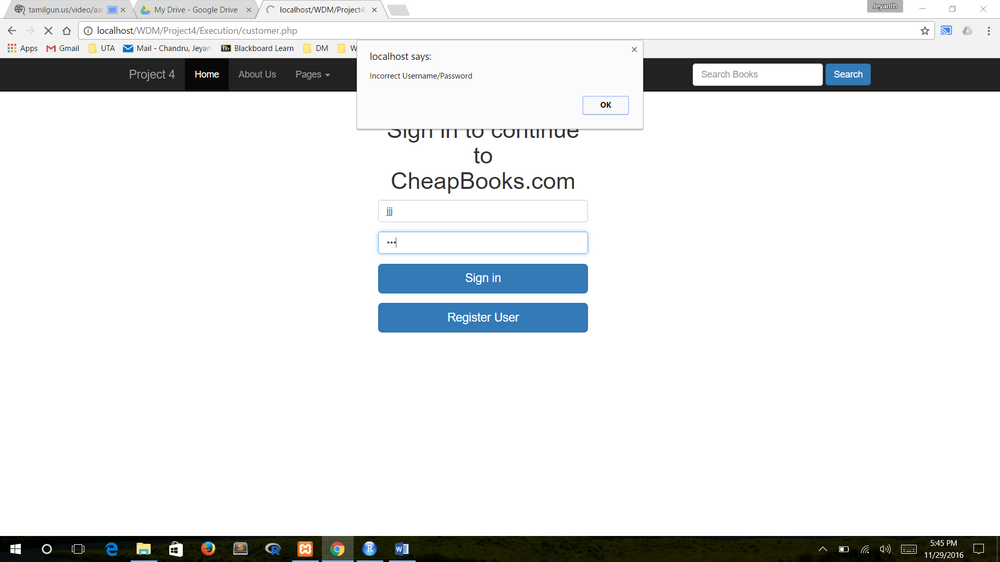 tamilgun.us/video/aar
My Drive - Google Drive
localhost/WDM/Project4
Jeyanth
localhost/WDM/Project4/Execution/customer.php
Apps
Gmail
UTA
Mail - Chandru, Jeyan
Bb
Blackboard Learn
DM
W
localhost says:
Incorrect Username/Password
OK
Project 4
Home
About Us
Pages
Search Books
Search
Sign in to continue
to
CheapBooks.com
jjj
•••
Sign in
Register User
5:45 PM
11/29/2016